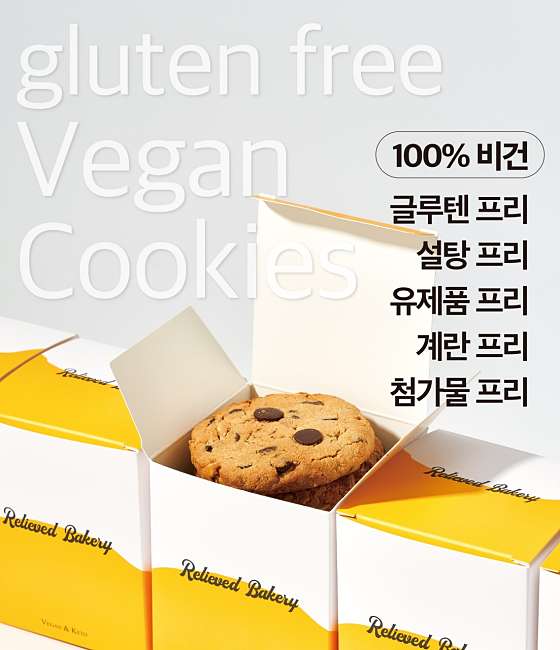 gluten free
Vegan
Cookies
100% 비건
글루텐 프리
설탕 프리
유제품 프리
계란 프리
첨가물 프리
Relieved Bakery
Relieved Bakery
Relieved Bakery
Relieved Bakery
Relieved Bakery
Vegan & Keto